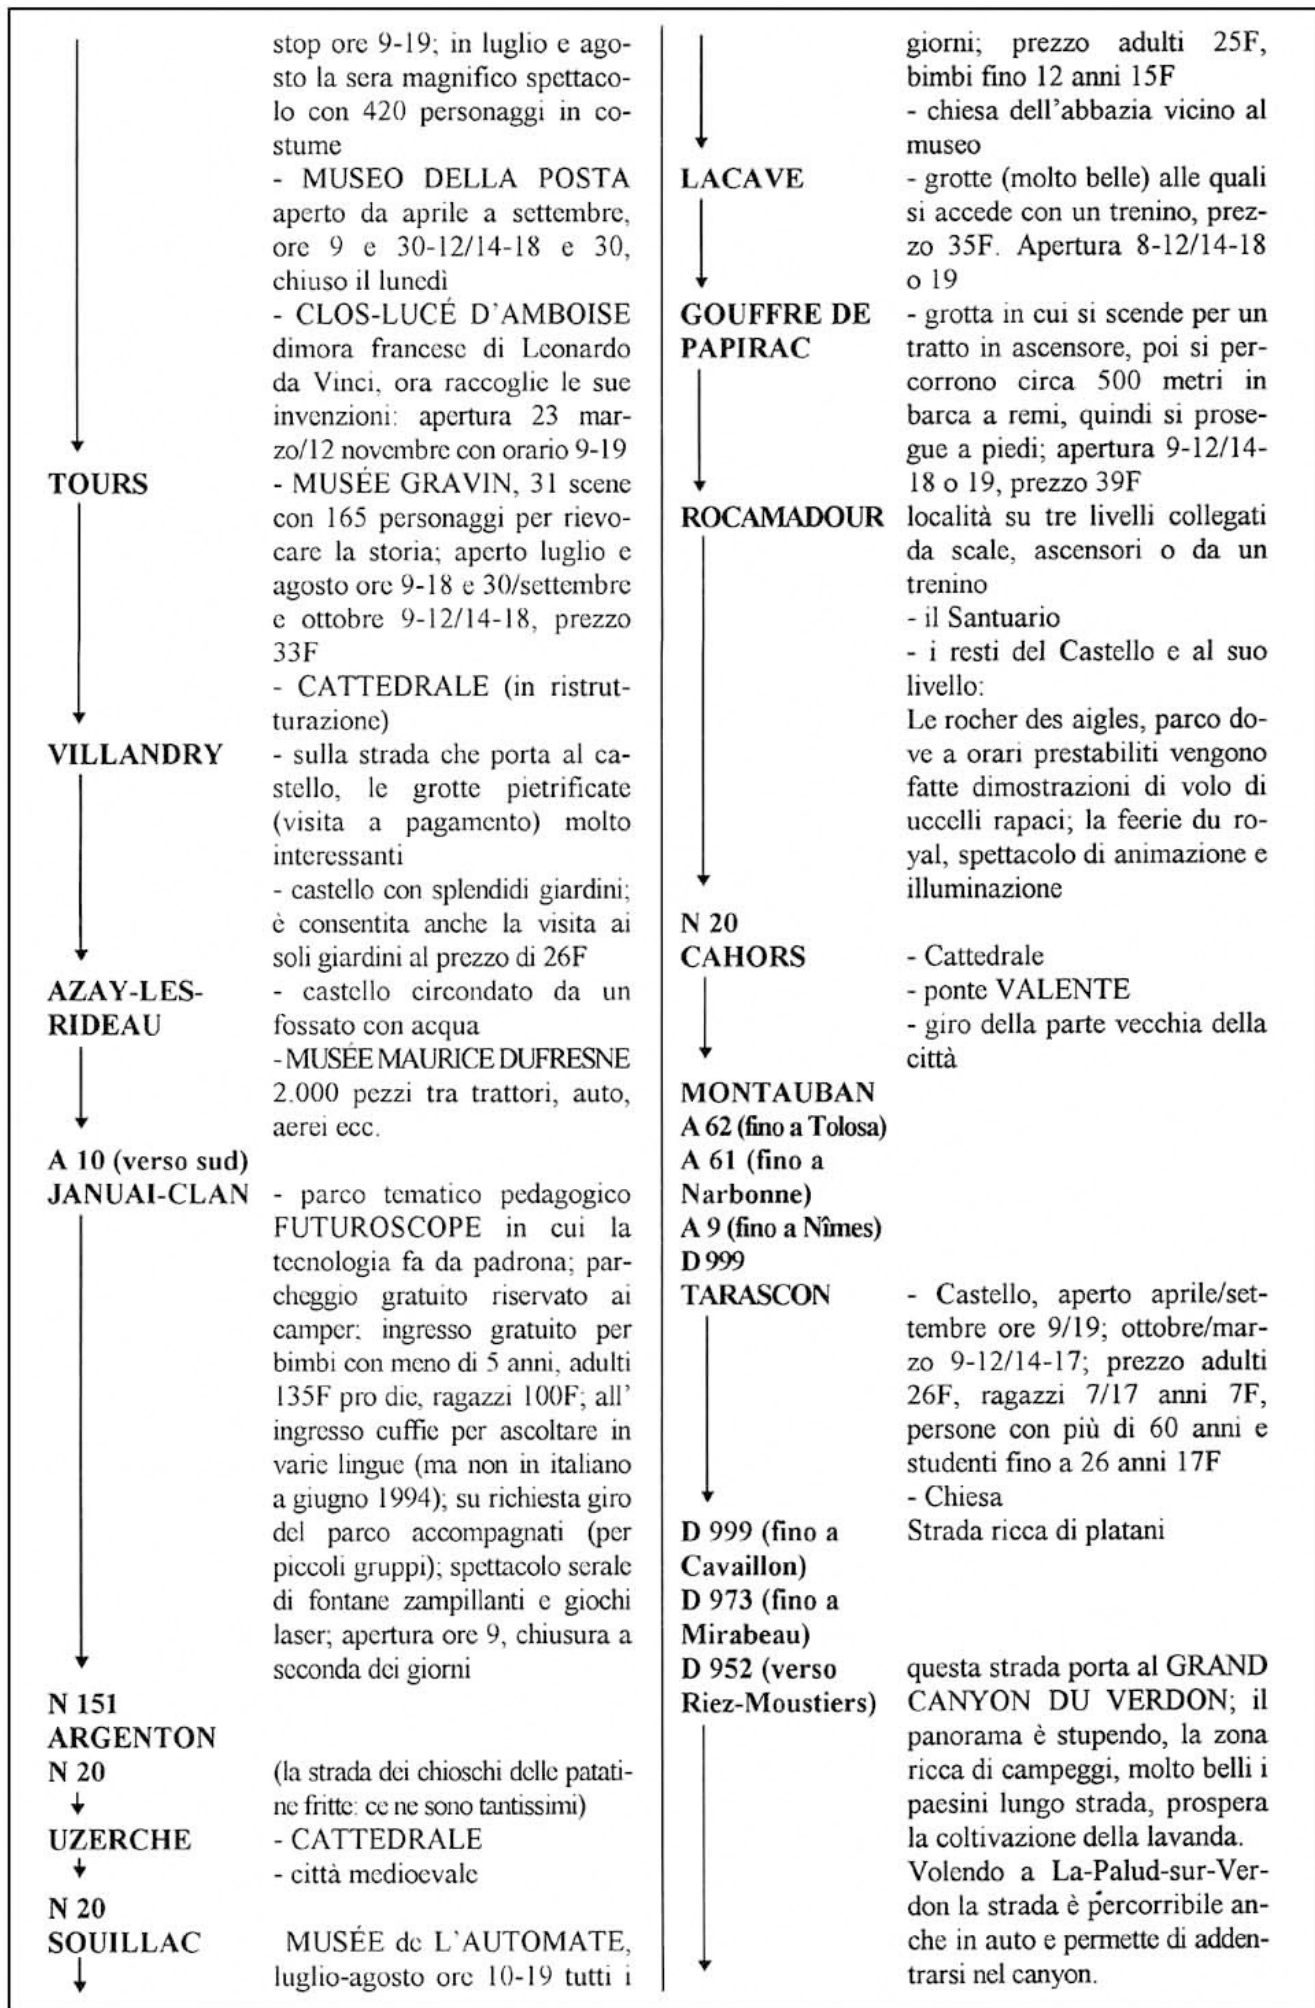 stop ore 9-19; in luglio e ago-
sto la sera magnifico spettaco-
lo con 420 personaggi in co-
stume
- MUSEO DELLA POSTA
aperto da aprile a settembre,
ore 9 e 30-12/14-18 e 30,
chiuso il lunedì
- CLOS-LUCÉ D'AMBOISE
dimora francese di Leonardo
da Vinci, ora raccoglie le sue
invenzioni: apertura 23 mar-
zo/12 novembre con orario 9-19
TOURS - MUSÉE GRAVIN, 31 scene
con 165 personaggi per rievo-
care la storia; aperto luglio e
agosto ore 9-18 e 30/settembre
e ottobre 9-12/14-18, prezzo
33F
- CATTEDRALE (in ristrut-
turazione)
VILLANDRY - sulla strada che porta al ca-
stello, le grotte pietrificate
(visita a pagamento) molto
interessanti
- castello con splendidi giardini;
è consentita anche la visita ai
soli giardini al prezzo di 26F
AZAY-LES- - castello circondato da un
RIDEAU fossato con acqua
- MUSÉE MAURICE DUFRESNE
2.000 pezzi tra trattori, auto,
aerei ecc.
A 10 (verso sud)
JANUAI-CLAN - parco tematico pedagogico
FUTUROSCOPE in cui la
tecnologia fa da padrona; par-
cheggio gratuito riservato ai
camper; ingresso gratuito per
bimbi con meno di 5 anni, adulti
135F pro die, ragazzi 100F; all'
ingresso cuffie per ascoltare in
varie lingue (ma non in italiano
a giugno 1994); su richiesta giro
del parco accompagnati (per
piccoli gruppi); spettacolo serale
di fontane zampillanti e giochi
laser; apertura ore 9, chiusura a
seconda dei giorni
N 151
ARGENTON
N 20 (la strada dei chioschi delle patati-
ne fritte: ce ne sono tantissimi)
UZERCHE - CATTEDRALE
- città medioevale
N 20
SOUILLAC MUSÉE de L'AUTOMATE,
luglio-agosto ore 10-19 tutti i
giorni; prezzo adulti 25F,
bimbi fino 12 anni 15F
- chiesa dell'abbazia vicino al
museo
LACAVE - grotte (molto belle) alle quali
si accede con un trenino, prez-
zo 35F. Apertura 8-12/14-18
o 19
GOUFFRE DE - grotta in cui si scende per un
PAPIRAC tratto in ascensore, poi si per-
corrono circa 500 metri in
barca a remi, quindi si prose-
gue a piedi; apertura 9-12/14-
18 o 19, prezzo 39F
ROCAMADOUR località su tre livelli collegati
da scale, ascensori o da un
trenino
- il Santuario
- i resti del Castello e al suo
livello:
Le rocher des aigles, parco do-
ve a orari prestabiliti vengono
fatte dimostrazioni di volo di
uccelli rapaci; la feerie du ro-
yal, spettacolo di animazione e
illuminazione
N 20
CAHORS - Cattedrale
- ponte VALENTE
- giro della parte vecchia della
città
MONTAUBAN
A 62 (fino a Tolosa)
A 61 (fino a
Narbonne)
A 9 (fino a Nîmes)
D 999
TARASCON - Castello, aperto aprile/set-
tembre ore 9/19; ottobre/mar-
zo 9-12/14-17; prezzo adulti
26F, ragazzi 7/17 anni 7F,
persone con più di 60 anni e
studenti fino a 26 anni 17F
- Chiesa
D 999 (fino a Strada ricca di platani
Cavaillon)
D 973 (fino a
Mirabeau)
D 952 (verso questa strada porta al GRAND
Riez-Moustiers) CANYON DU VERDON; il
panorama è stupendo, la zona
ricca di campeggi, molto belli i
paesini lungo strada, prospera
la coltivazione della lavanda.
Volendo a La-Palud-sur-Ver-
don la strada è percorribile an-
che in auto e permette di adden-
trarsi nel canyon.